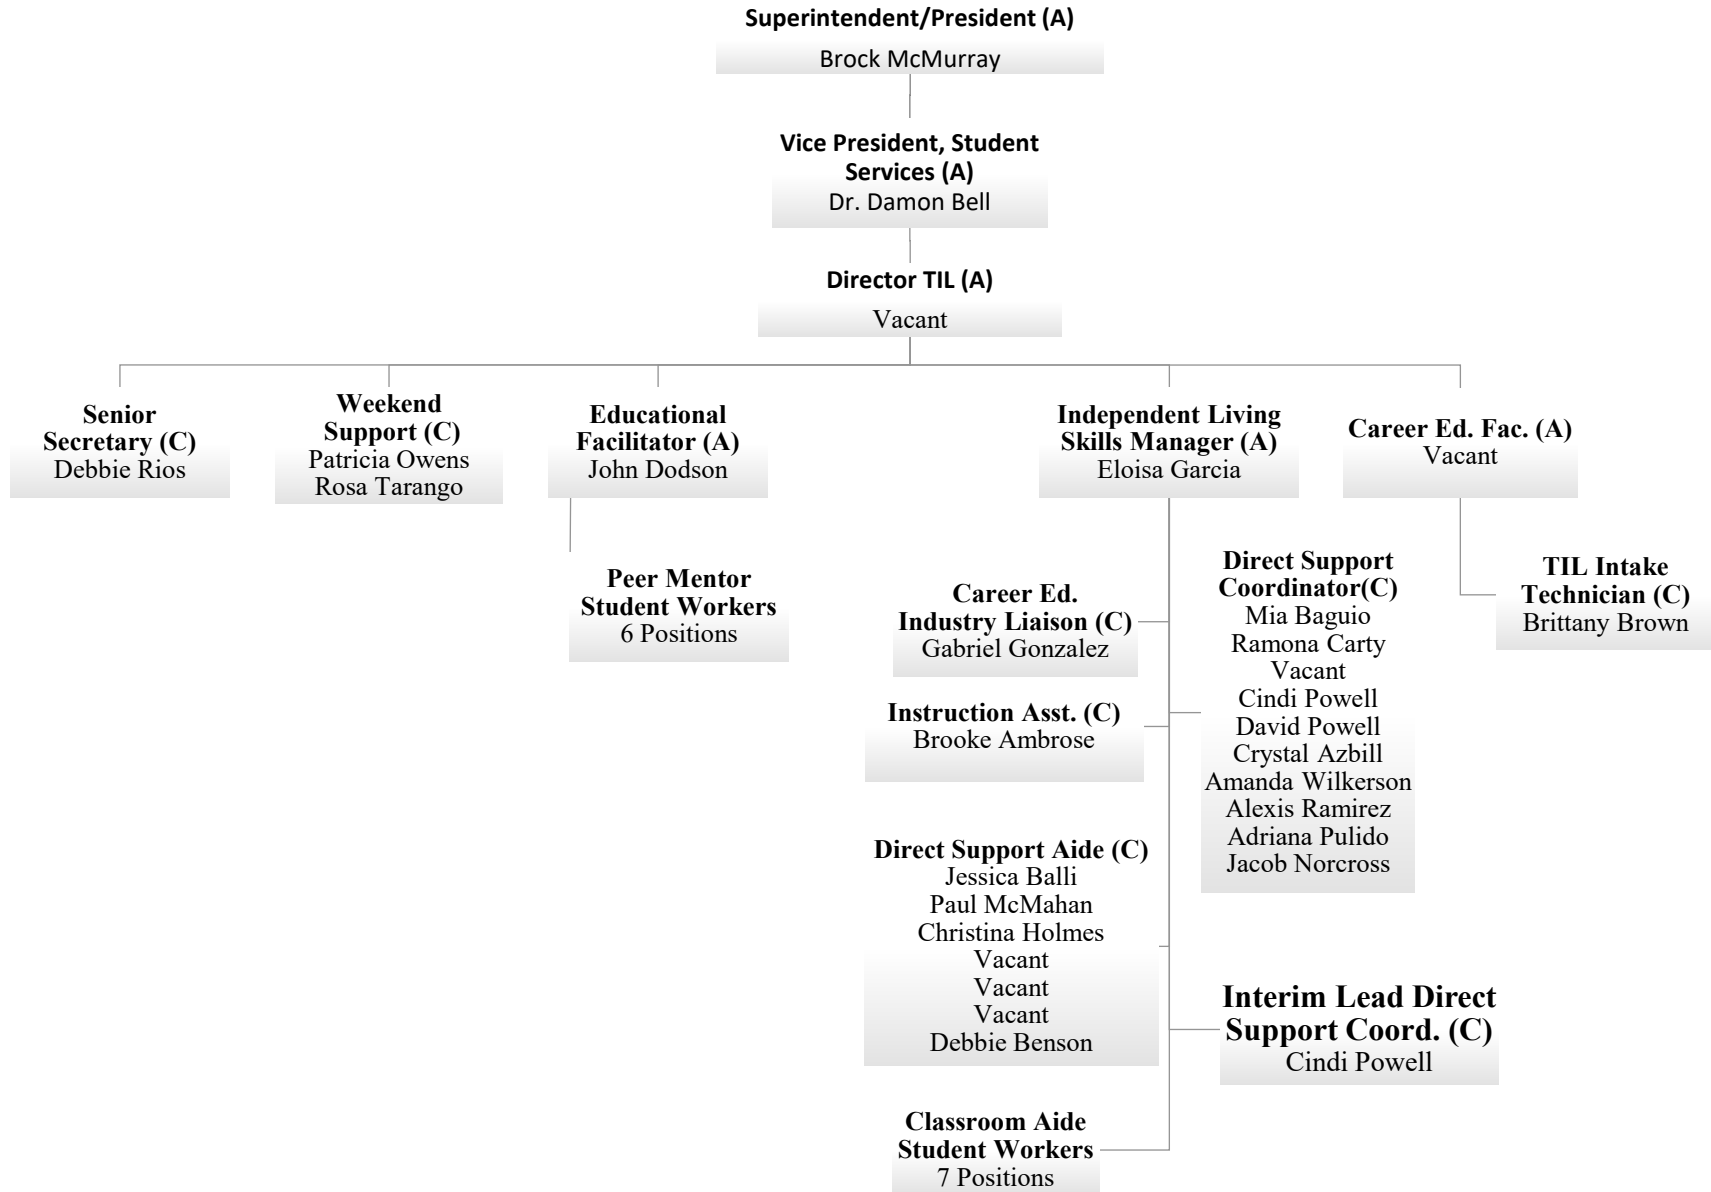 Superintendent/President (A)
Brock McMurray
Vice President, Student
Services (A)
Dr. Damon Bell
Director TIL (A)
Vacant
Senior
Secretary (C)
Debbie Rios
Weekend
Support (C)
Patricia Owens
Rosa Tarango
Educational
Facilitator (A)
John Dodson
Independent Living
Skills Manager (A)
Eloisa Garcia
Career Ed. Fac. (A)
Vacant
Peer Mentor
Student Workers
6 Positions
Career Ed.
Industry Liaison (C)
Gabriel Gonzalez
Direct Support
Coordinator(C)
Mia Baguio
Ramona Carty
Vacant
Cindi Powell
David Powell
Crystal Azbill
Amanda Wilkerson
Alexis Ramirez
Adriana Pulido
Jacob Norcross
TIL Intake
Technician (C)
Brittany Brown
Instruction Asst. (C)
Brooke Ambrose
Direct Support Aide (C)
Jessica Balli
Paul McMahan
Christina Holmes
Vacant
Vacant
Vacant
Debbie Benson
Interim Lead Direct
Support Coord. (C)
Cindi Powell
Classroom Aide
Student Workers
7 Positions